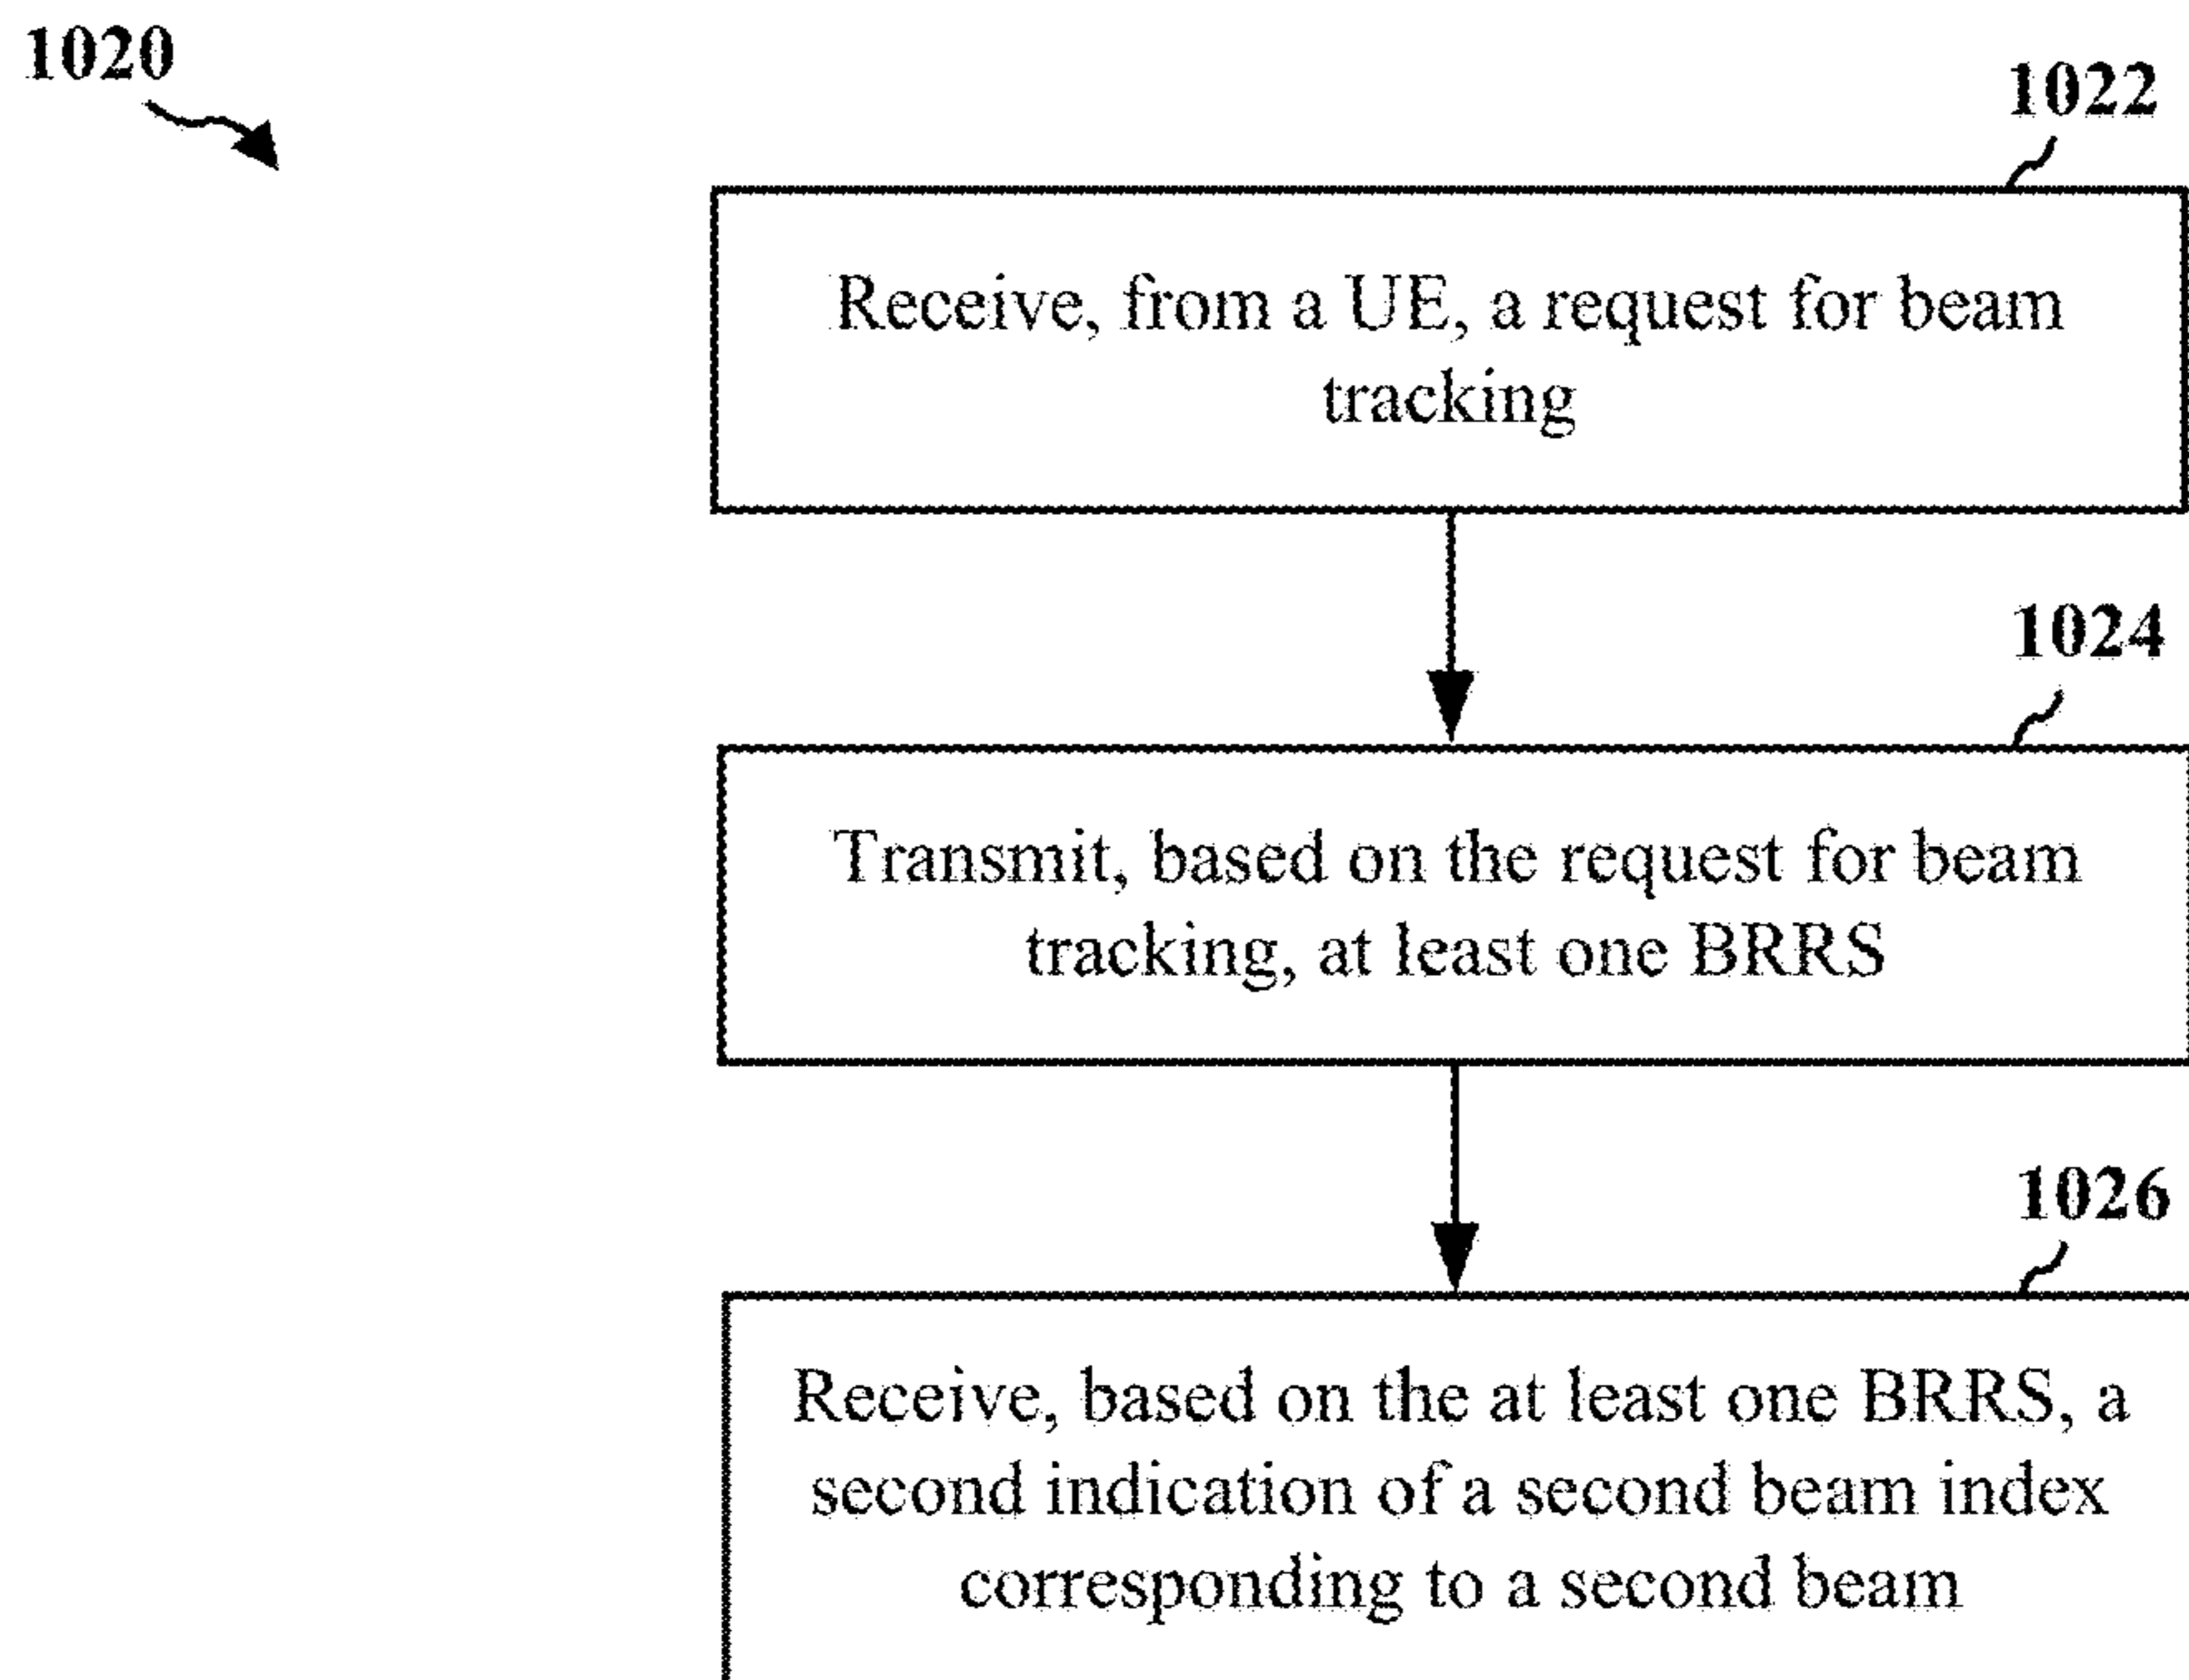 1020
1022
Receive, from a UE, a request for beam
tracking
1024
Transmit, based on the request for beam
tracking, at least one BRRS
1026
Receive, based on the at least one BRRS, a
second indication of a second beam index
corresponding to a second beam